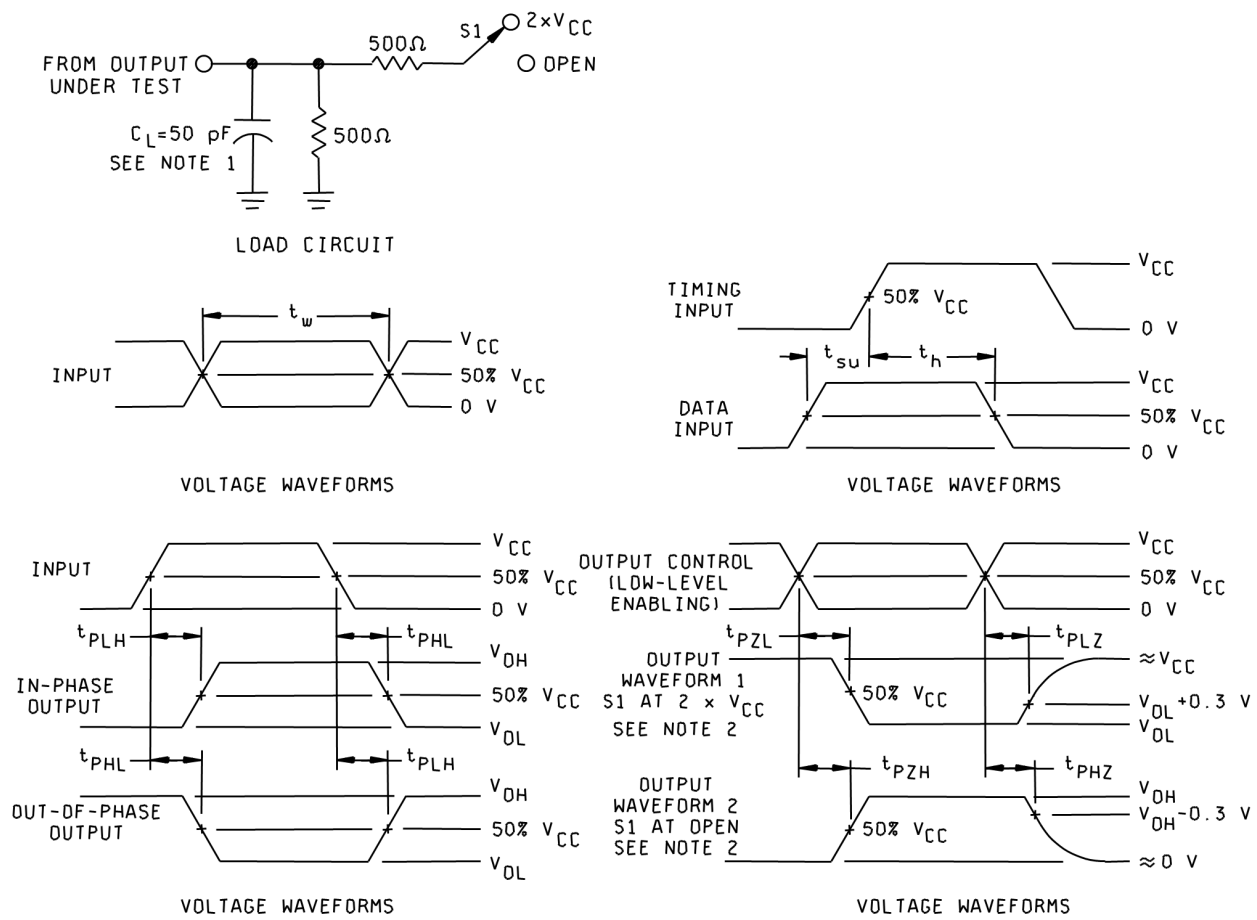 2xVCC
S1
500Ω
FROM OUTPUT
UNDER TEST
OPEN
CL=50 pF
SEE NOTE 1
500Ω
LOAD CIRCUIT
tw
INPUT
VCC
50% VCC
0 V
VOLTAGE WAVEFORMS
TIMING
INPUT
50% VCC
VCC
0 V
tsu
th
DATA
INPUT
VCC
50% VCC
0 V
VOLTAGE WAVEFORMS
INPUT
VCC
50% VCC
0 V
tPLH
tPHL
IN-PHASE
OUTPUT
VOH
50% VCC
VOL
tPHL
tPLH
OUT-OF-PHASE
OUTPUT
VOH
50% VCC
VOL
VOLTAGE WAVEFORMS
OUTPUT CONTROL
(LOW-LEVEL
ENABLING)
VCC
50% VCC
0 V
tPZL
tPLZ
OUTPUT
WAVEFORM 1
S1 AT 2 x VCC
SEE NOTE 2
50% VCC
≈VCC
VOL+0.3 V
VOL
tPZH
tPHZ
OUTPUT
WAVEFORM 2
S1 AT OPEN
SEE NOTE 2
50% VCC
VOH
VOH-0.3 V
≈0 V
VOLTAGE WAVEFORMS